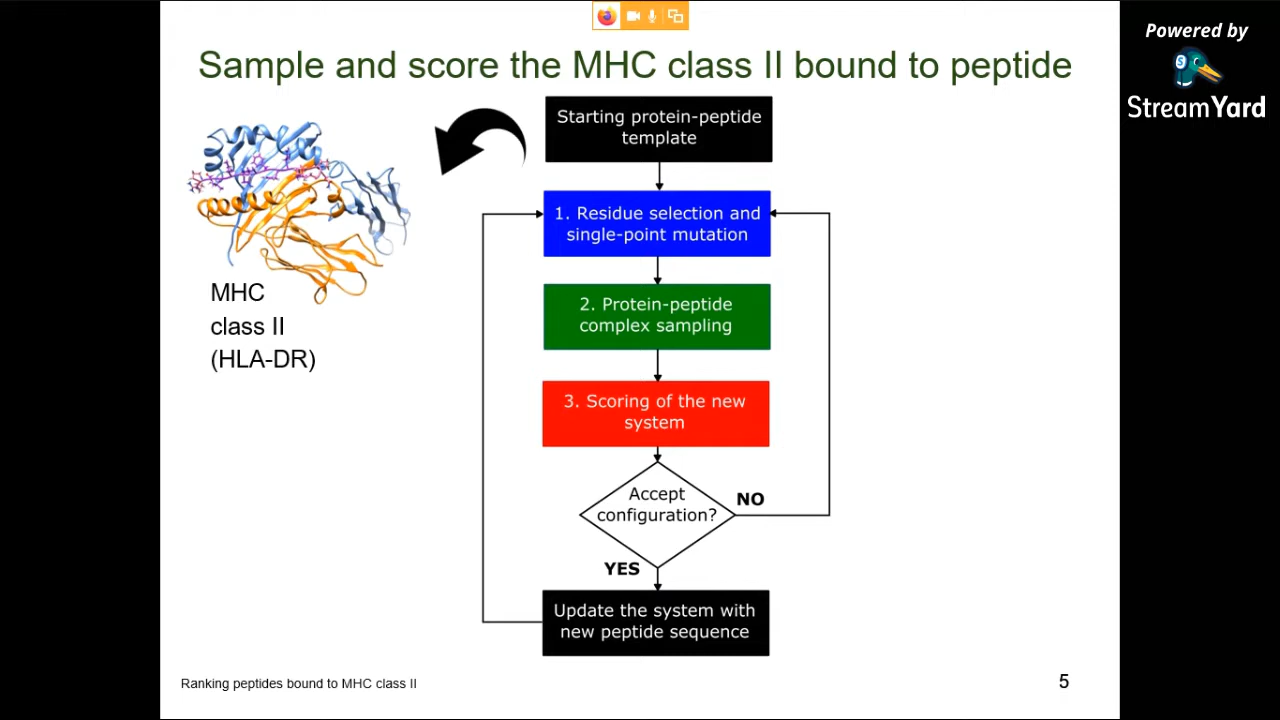 Sample and score the MHC class II bound to peptide
Powered by
StreamYard
Starting protein-peptide
template
1. Residue selection and
single-point mutation
2. Protein-peptide
complex sampling
3. Scoring of the new
system
Accept
configuration?
NO
YES
Update the system with
new peptide sequence
MHC
class II
(HLA-DR)
Ranking peptides bound to MHC class II
5